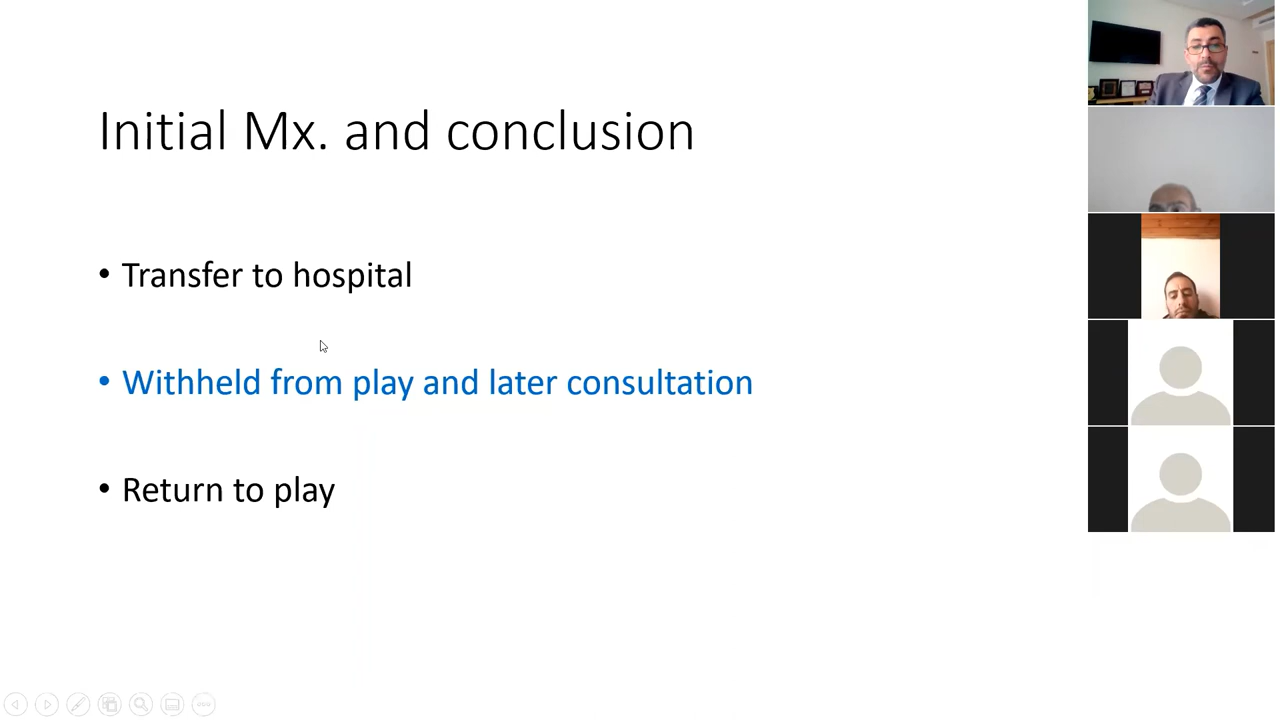 Initial Mx. and conclusion
• Transfer to hospital
• Withheld from play and later consultation
• Return to play